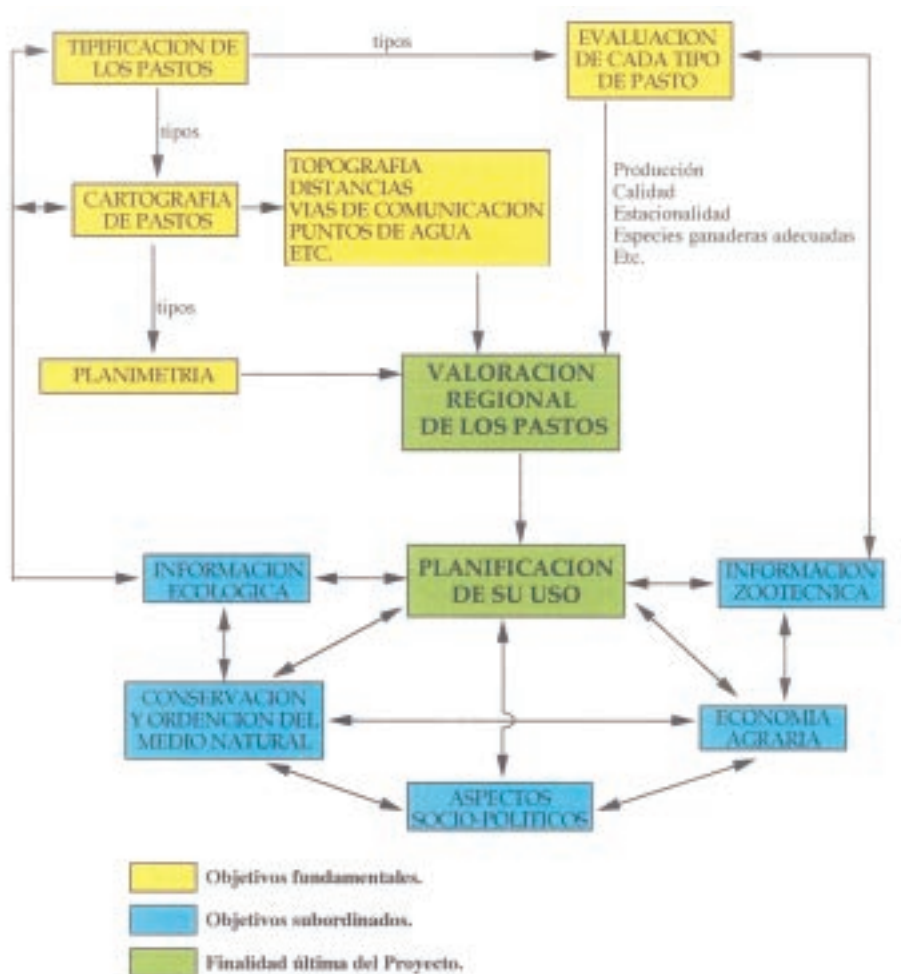 TIPIFICACION DE
LOS PASTOS
tipos
EVALUACION
DE CADA TIPO
DE PASTO
tipos
CARTOGRAFIA
DE PASTOS
TOPOGRAFIA
DISTANCIAS
VIAS DE COMUNICACION
PUNTOS DE AGUA
ETC.
Producción
Calidad
Estacionalidad
Especies ganaderas adecuadas
Etc.
tipos
PLANIMETRIA
VALORACION
REGIONAL
DE LOS PASTOS
INFORMACION
ECOLOGICA
PLANIFICACION
DE SU USO
INFORMACION
ZOOTECNICA
CONSERVACION
Y ORDENCION DEL
MEDIO NATURAL
ECONOMIA
AGRARIA
ASPECTOS
SOCIO-POLÍTICOS
Objetivos fundamentales.
Objetivos subordinados.
Finalidad última del Proyecto.